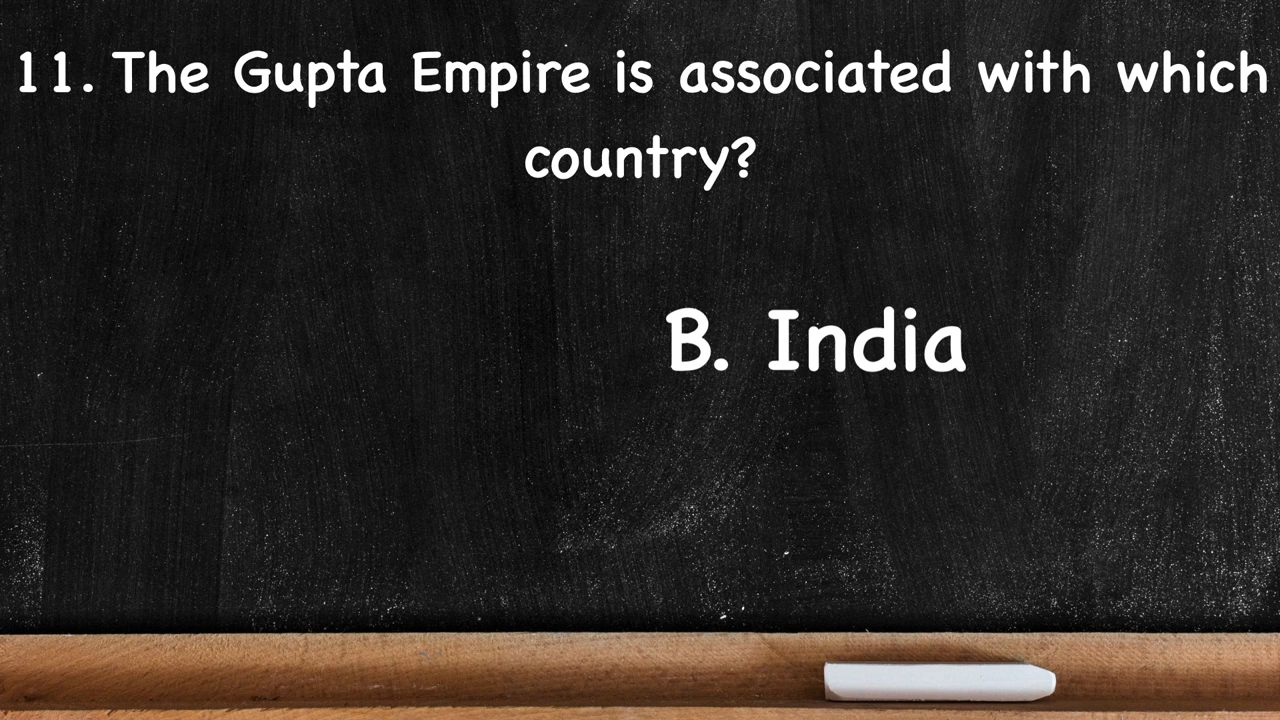 11. The Gupta Empire is associated with which
country?
B. India